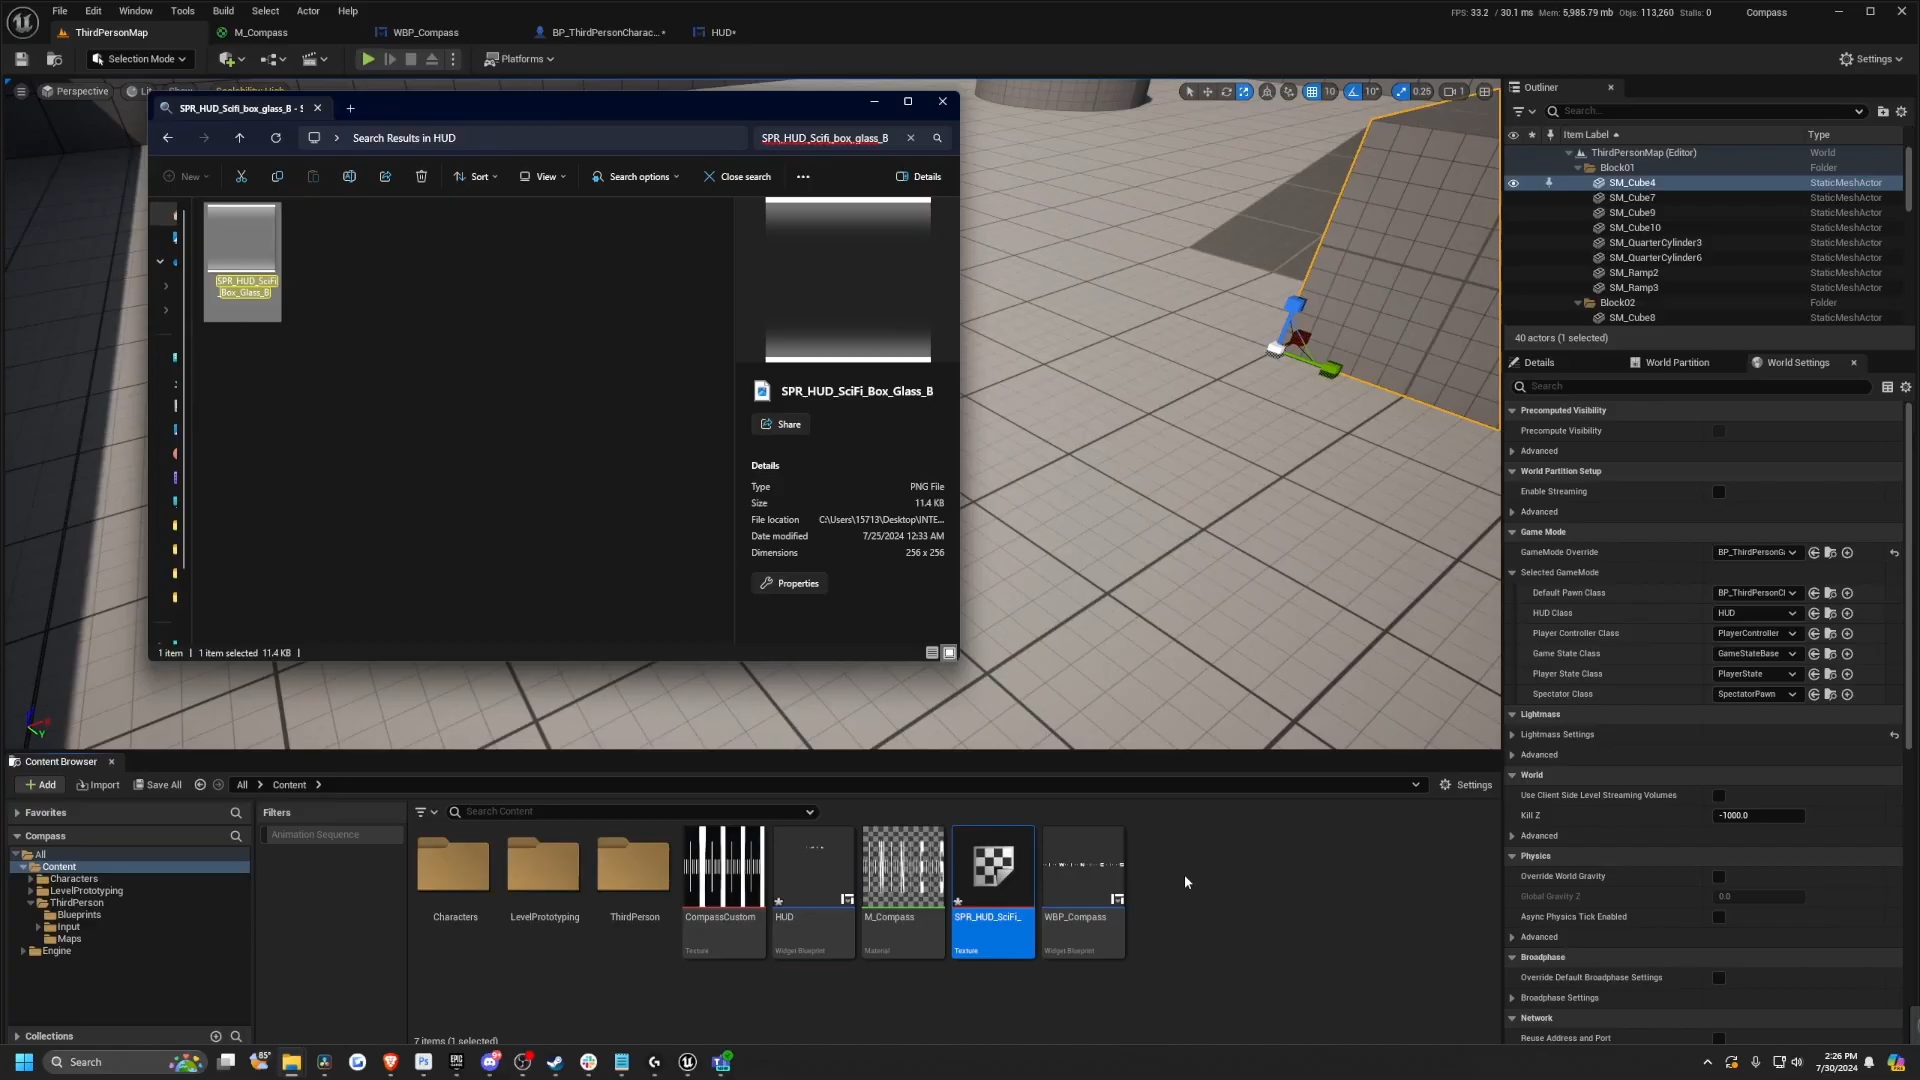 File Edit Window Tools Build Select Actor Help
FPS: 33.2 / 30.1 ms Mem: 5,985.79 mb Objs: 113,260 Stalls: 0 Compass
ThirdPersonMap M_Compass WBP_Compass BP_ThirdPersonCharac...* HUD*
Selection Mode Platforms Settings
Perspective Lit Show Scalability: High
10 10° 0.25 1
SPR_HUD_Scifi_box_glass_B - S
Search Results in HUD SPR_HUD_Scifi_box_glass_B
New Sort View Search options Close search Details
SPR_HUD_SciFi
_Box_Glass_B
SPR_HUD_SciFi_Box_Glass_B
Share
Details
Type PNG File
Size 11.4 KB
File location C:\Users\15713\Desktop\INTE...
Date modified 7/25/2024 12:33 AM
Dimensions 256 x 256
Properties
1 item 1 item selected 11.4 KB
Outliner
Search...
Item Label Type
ThirdPersonMap (Editor) World
Block01 Folder
SM_Cube4 StaticMeshActor
SM_Cube7 StaticMeshActor
SM_Cube9 StaticMeshActor
SM_Cube10 StaticMeshActor
SM_QuarterCylinder3 StaticMeshActor
SM_QuarterCylinder6 StaticMeshActor
SM_Ramp2 StaticMeshActor
SM_Ramp3 StaticMeshActor
Block02 Folder
SM_Cube8 StaticMeshActor
40 actors (1 selected)
Details World Partition World Settings
Search
Precomputed Visibility
Precompute Visibility
Advanced
World Partition Setup
Enable Streaming
Advanced
Game Mode
GameMode Override BP_ThirdPersonG
Selected GameMode
Default Pawn Class BP_ThirdPersonCl
HUD Class HUD
Player Controller Class PlayerController
Game State Class GameStateBase
Player State Class PlayerState
Spectator Class SpectatorPawn
Lightmass
Lightmass Settings
Advanced
World
Use Client Side Level Streaming Volumes
Kill Z -1000.0
Advanced
Physics
Override World Gravity
Global Gravity Z 0.0
Async Physics Tick Enabled
Advanced
Broadphase
Override Default Broadphase Settings
Broadphase Settings
Network
Reuse Address and Port
Content Browser
Add Import Save All All Content Settings
Favorites
Compass
All
Content
Characters
LevelPrototyping
ThirdPerson
Blueprints
Input
Maps
Engine
Collections
Filters
Animation Sequence
Search Content
Characters LevelPrototyping ThirdPerson CompassCustom HUD M_Compass SPR_HUD_SciFi_ WBP_Compass
Texture Widget Blueprint Material Texture Widget Blueprint
7 items (1 selected)
Search 85°
2:26 PM
7/30/2024